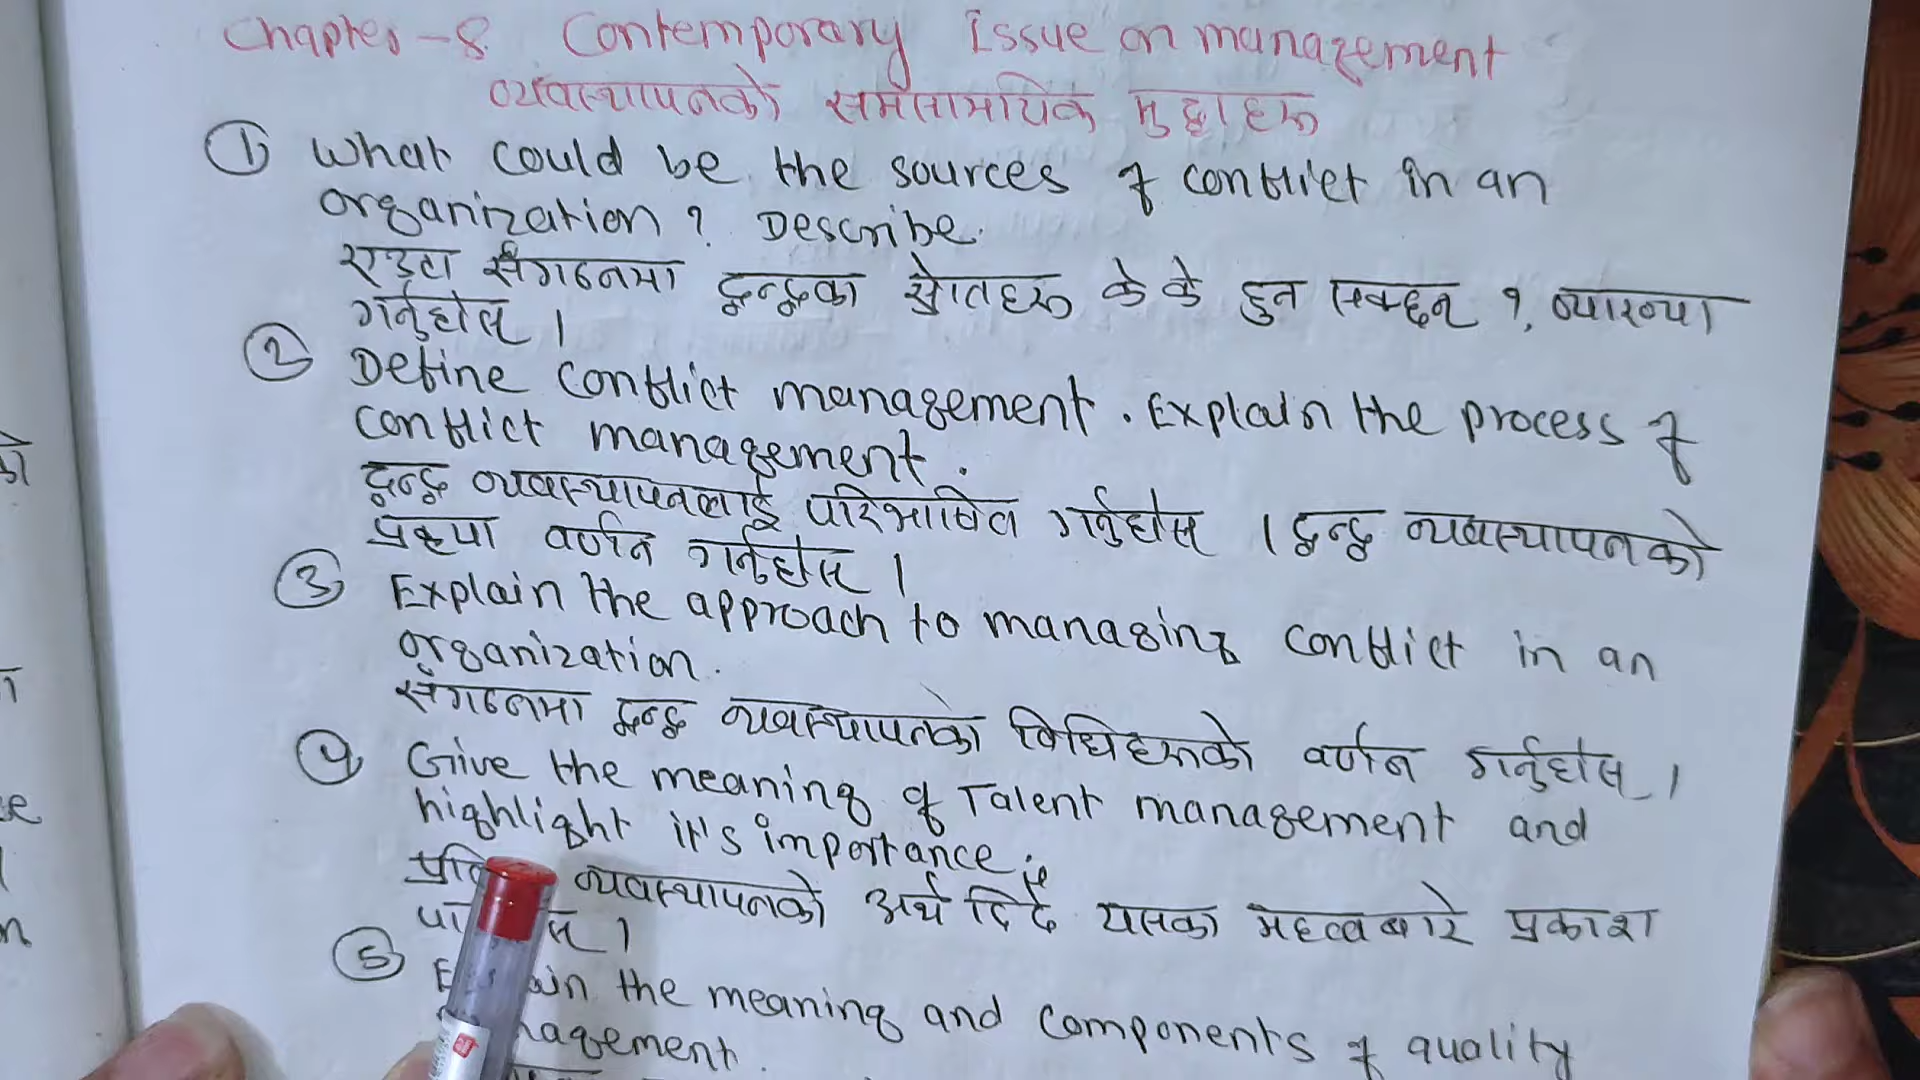 Chapter-8. Contemporary Issue on management
व्यवस्थापनको समसामयिक मुद्दाहरू
① What could be the sources of conflict in an
organization? Describe.
एउटा संगठनमा द्वन्द्वका स्रोतहरू के के हुन सक्दछन् ?, व्याख्या
गर्नुहोस् ।
② Define conflict management. Explain the process of
conflict management.
द्वन्द्व व्यवस्थापनलाई परिभाषित गर्नुहोस् । द्वन्द्व व्यवस्थापनको
वर्णन गर्नुहोस् ।
③ Explain the approach to managing conflict in an
organization.
संगठनमा द्वन्द्व व्यवस्थापनको विधिहरूको वर्णन गर्नुहोस् ।
④ Give the meaning of Talent management and
highlight it's importance.
व्यवस्थापनको अर्थ दिदै यसका महत्वबारे प्रकाश
⑤ the meaning and components of quality